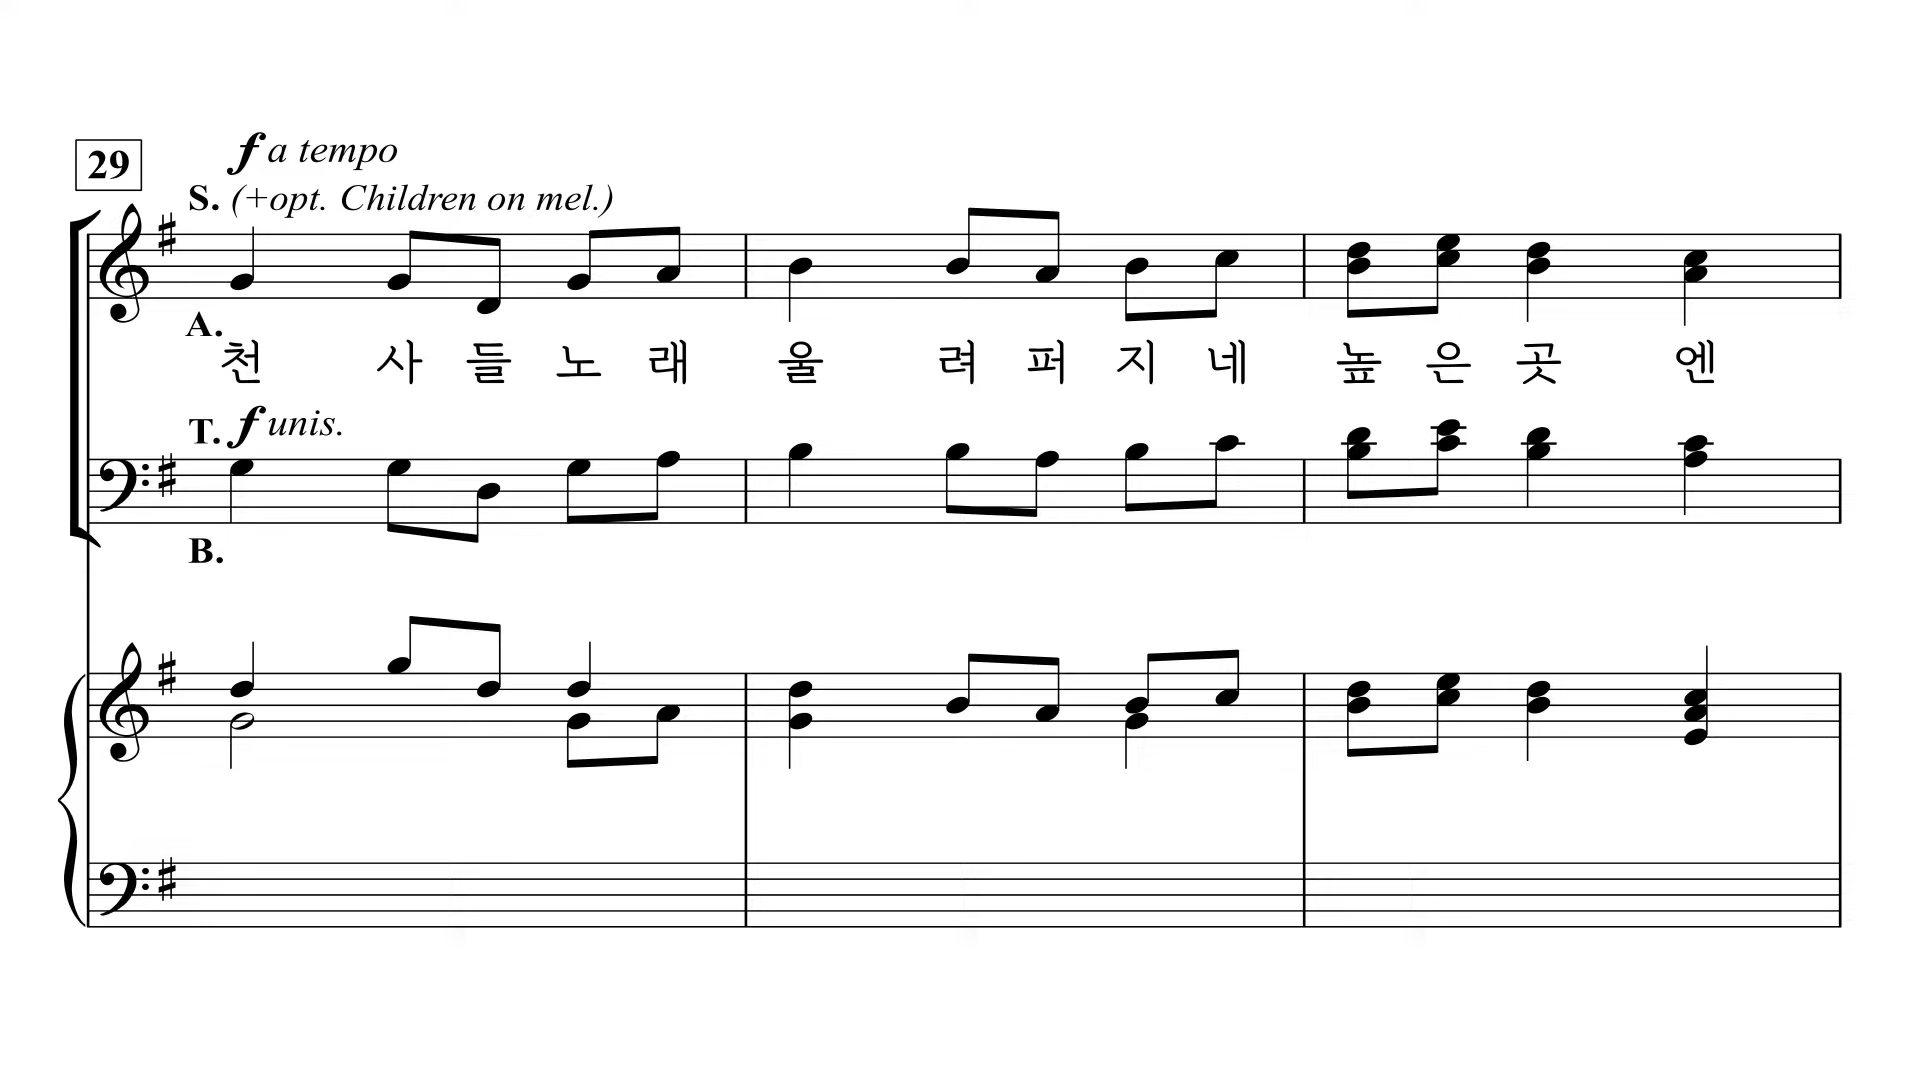 29
f a tempo
S. (+opt. Children on mel.)
A.
천 사 들 노 래 울 려 퍼 지 네 높 은 곳 엔
T. f unis.
B.